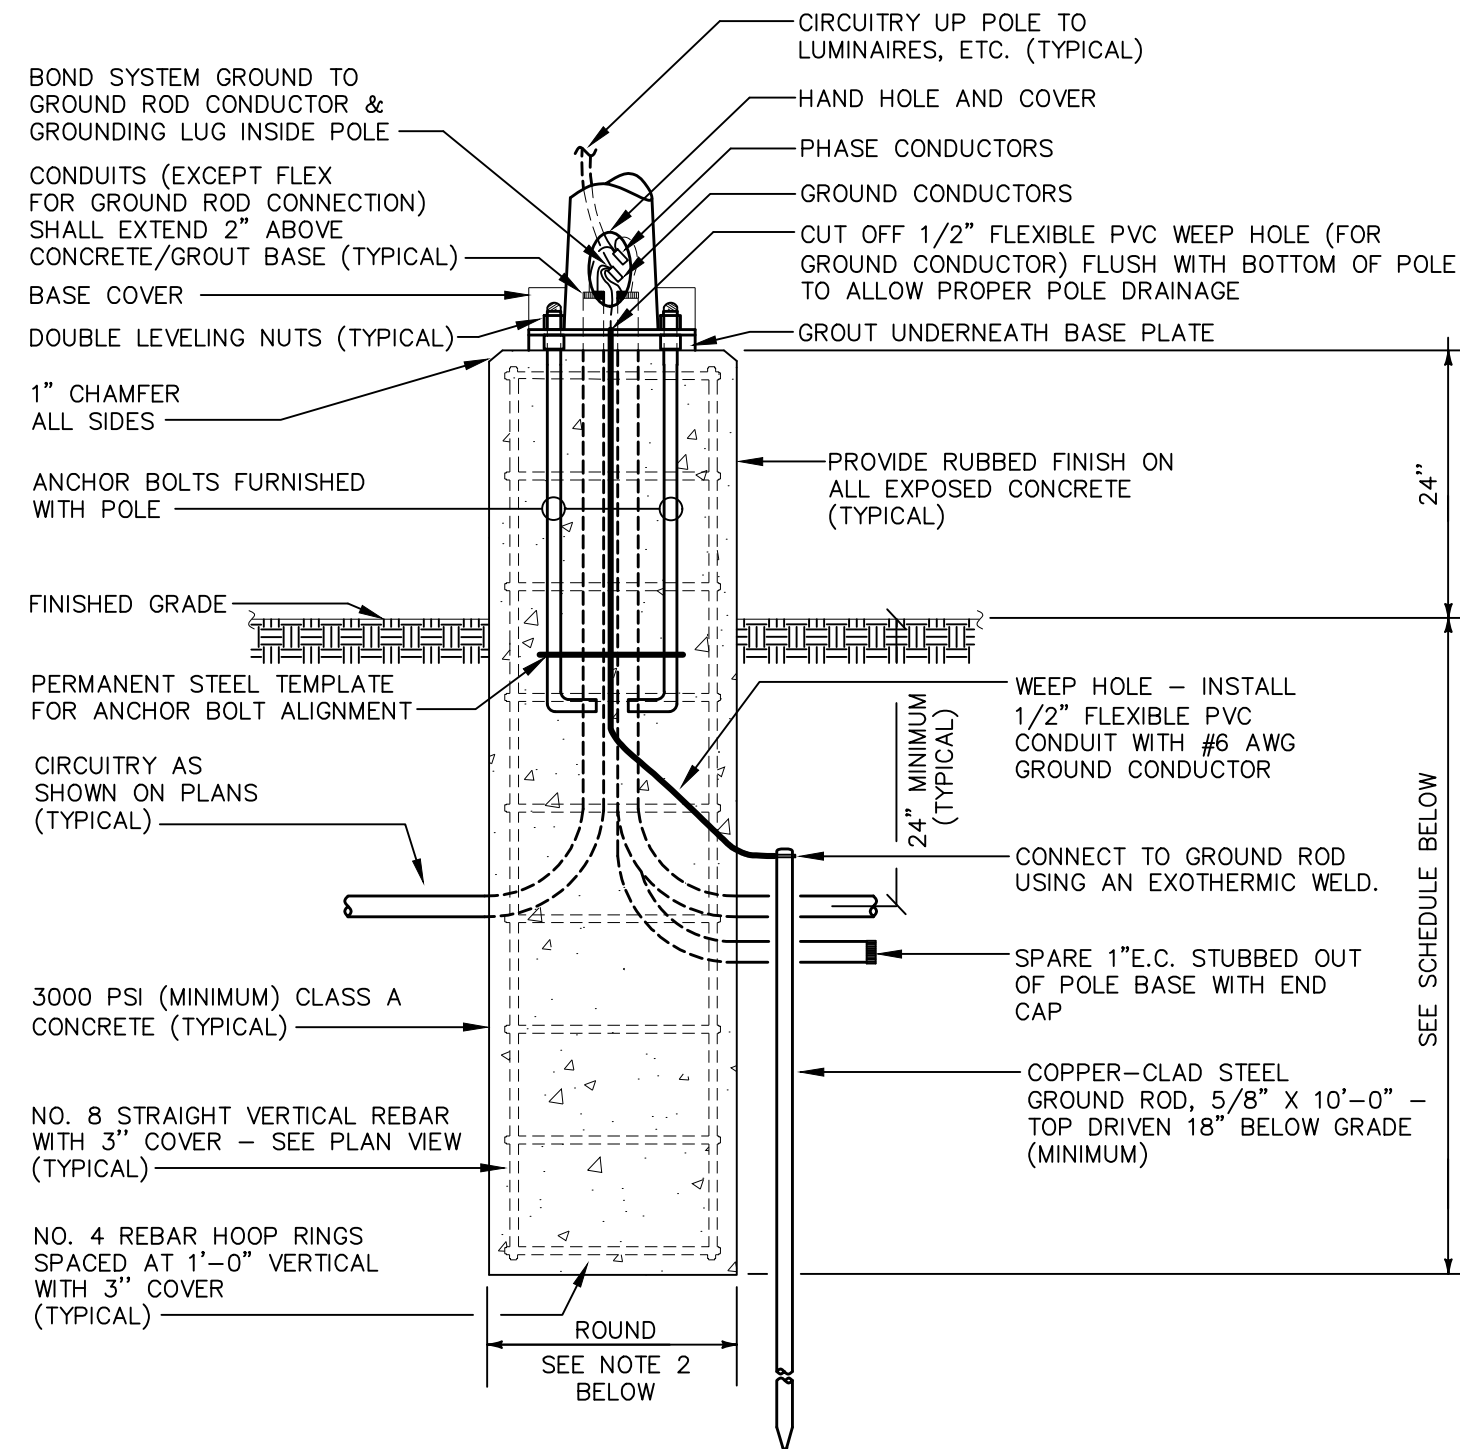 BOND SYSTEM GROUND TO
GROUND ROD CONDUCTOR &
GROUNDING LUG INSIDE POLE
CONDUITS (EXCEPT FLEX
FOR GROUND ROD CONNECTION)
SHALL EXTEND 2" ABOVE
CONCRETE/GROUT BASE (TYPICAL)
BASE COVER
DOUBLE LEVELING NUTS (TYPICAL)
1" CHAMFER
ALL SIDES
ANCHOR BOLTS FURNISHED
WITH POLE
FINISHED GRADE
PERMANENT STEEL TEMPLATE
FOR ANCHOR BOLT ALIGNMENT
CIRCUITRY AS
SHOWN ON PLANS
(TYPICAL)
3000 PSI (MINIMUM) CLASS A
CONCRETE (TYPICAL)
NO. 8 STRAIGHT VERTICAL REBAR
WITH 3" COVER – SEE PLAN VIEW
(TYPICAL)
NO. 4 REBAR HOOP RINGS
SPACED AT 1'–0" VERTICAL
WITH 3" COVER
(TYPICAL)
ROUND
SEE NOTE 2
BELOW
CIRCUITRY UP POLE TO
LUMINAIRES, ETC. (TYPICAL)
HAND HOLE AND COVER
PHASE CONDUCTORS
GROUND CONDUCTORS
CUT OFF 1/2" FLEXIBLE PVC WEEP HOLE (FOR
GROUND CONDUCTOR) FLUSH WITH BOTTOM OF POLE
TO ALLOW PROPER POLE DRAINAGE
GROUT UNDERNEATH BASE PLATE
PROVIDE RUBBED FINISH ON
ALL EXPOSED CONCRETE
(TYPICAL)
24"
24" MINIMUM
(TYPICAL)
WEEP HOLE – INSTALL
1/2" FLEXIBLE PVC
CONDUIT WITH #6 AWG
GROUND CONDUCTOR
CONNECT TO GROUND ROD
USING AN EXOTHERMIC WELD.
SPARE 1"E.C. STUBBED OUT
OF POLE BASE WITH END
CAP
COPPER–CLAD STEEL
GROUND ROD, 5/8" X 10'–0" –
TOP DRIVEN 18" BELOW GRADE
(MINIMUM)
SEE SCHEDULE BELOW